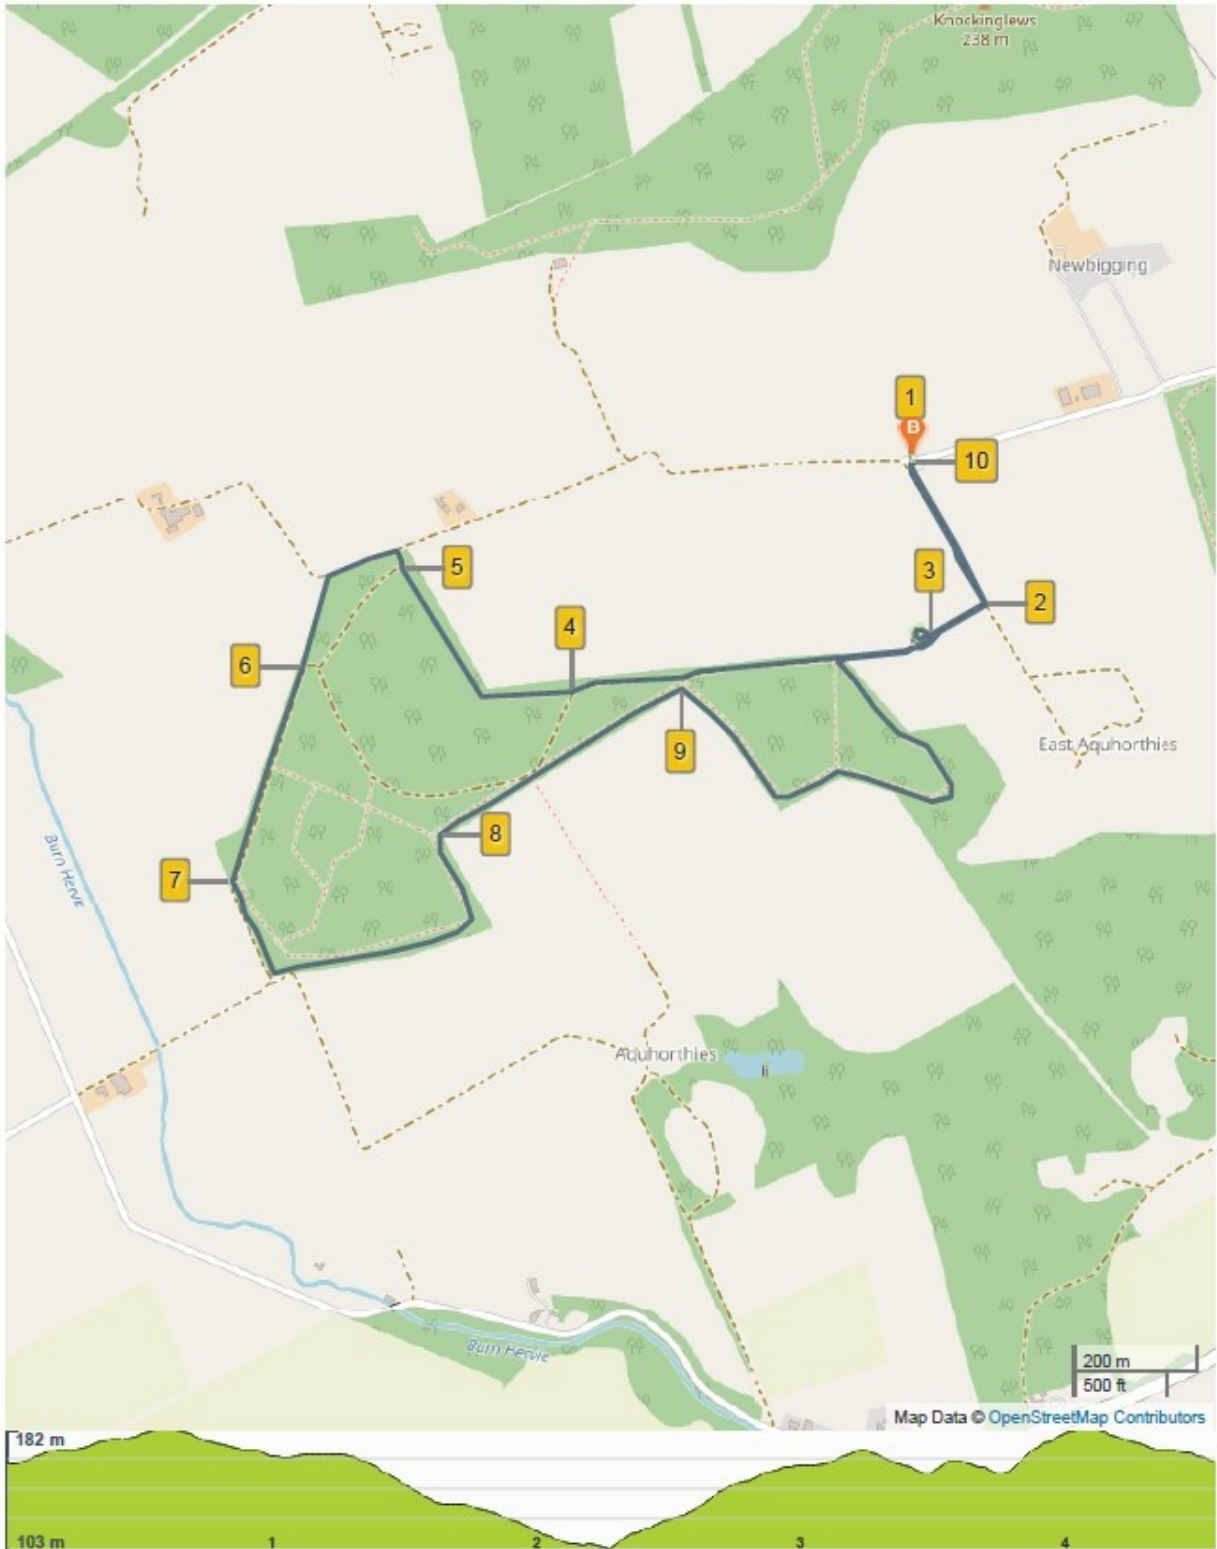 Knockinglews
238 m
Newbigging
1
B
10
3
2
5
4
6
East Aquhorthies
9
8
7
Burn Hervie
Aquhorthies
Burn Hervie
200 m
500 ft
Map Data © OpenStreetMap Contributors
182 m
103 m
1
2
3
4